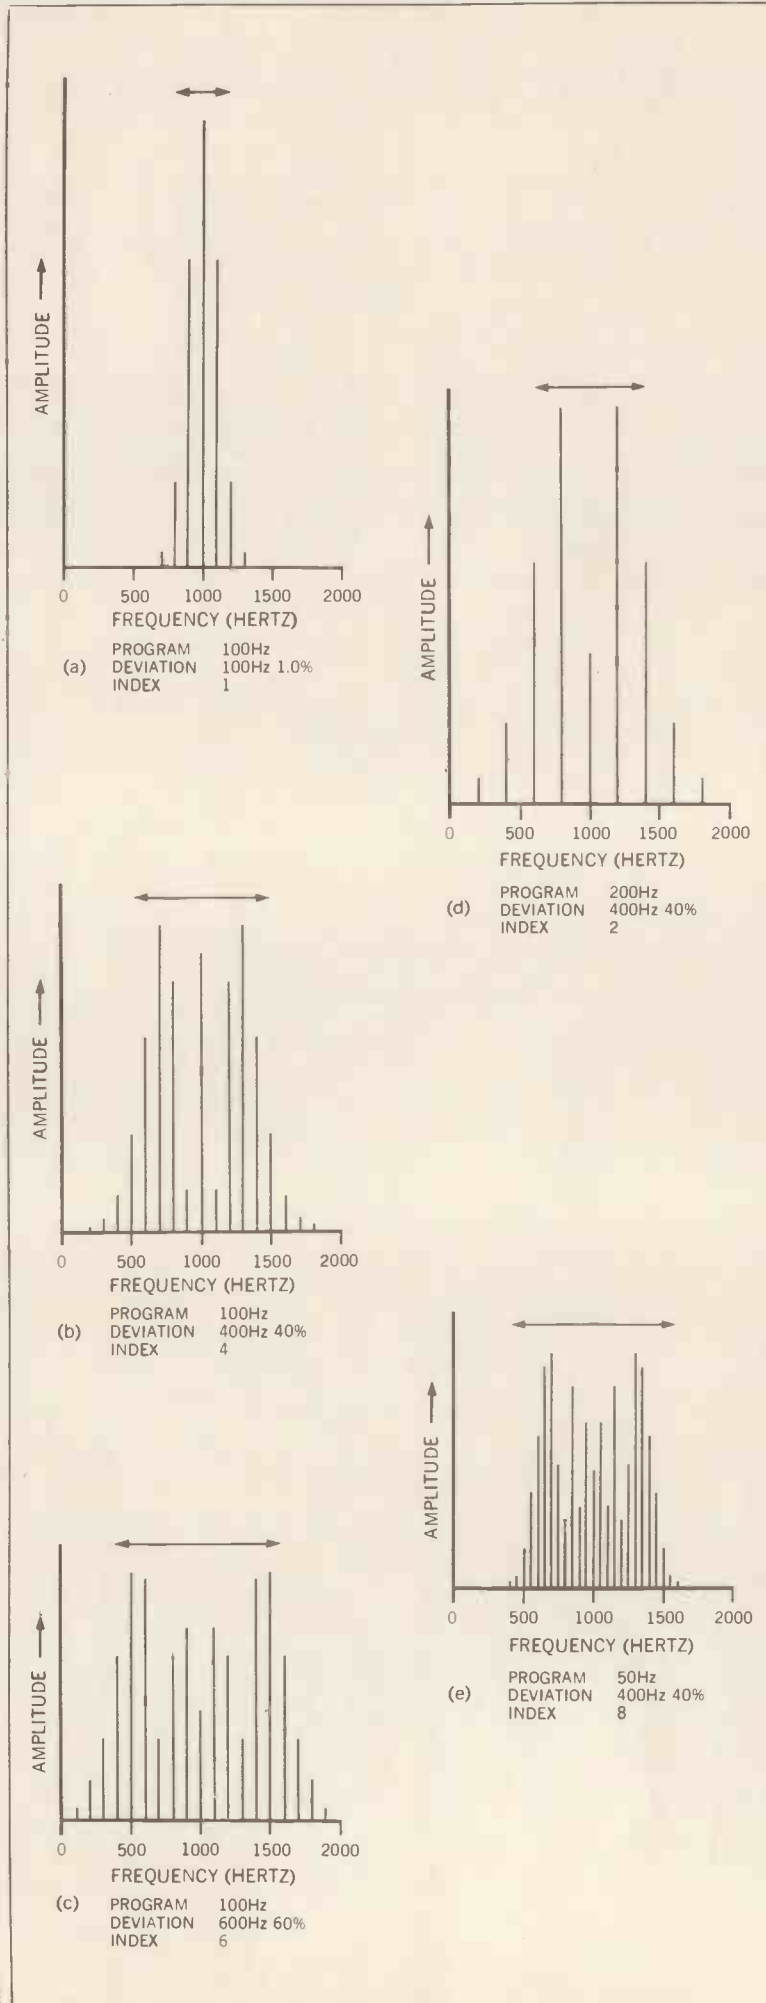 AMPLITUDE →
0 500 1000 1500 2000
FREQUENCY (HERTZ)
(a) PROGRAM 100Hz
DEVIATION 100Hz 1.0%
INDEX 1
AMPLITUDE →
0 500 1000 1500 2000
FREQUENCY (HERTZ)
(b) PROGRAM 100Hz
DEVIATION 400Hz 40%
INDEX 4
AMPLITUDE →
0 500 1000 1500 2000
FREQUENCY (HERTZ)
(c) PROGRAM 100Hz
DEVIATION 600Hz 60%
INDEX 6
AMPLITUDE →
0 500 1000 1500 2000
FREQUENCY (HERTZ)
(d) PROGRAM 200Hz
DEVIATION 400Hz 40%
INDEX 2
AMPLITUDE →
0 500 1000 1500 2000
FREQUENCY (HERTZ)
(e) PROGRAM 50Hz
DEVIATION 400Hz 40%
INDEX 8